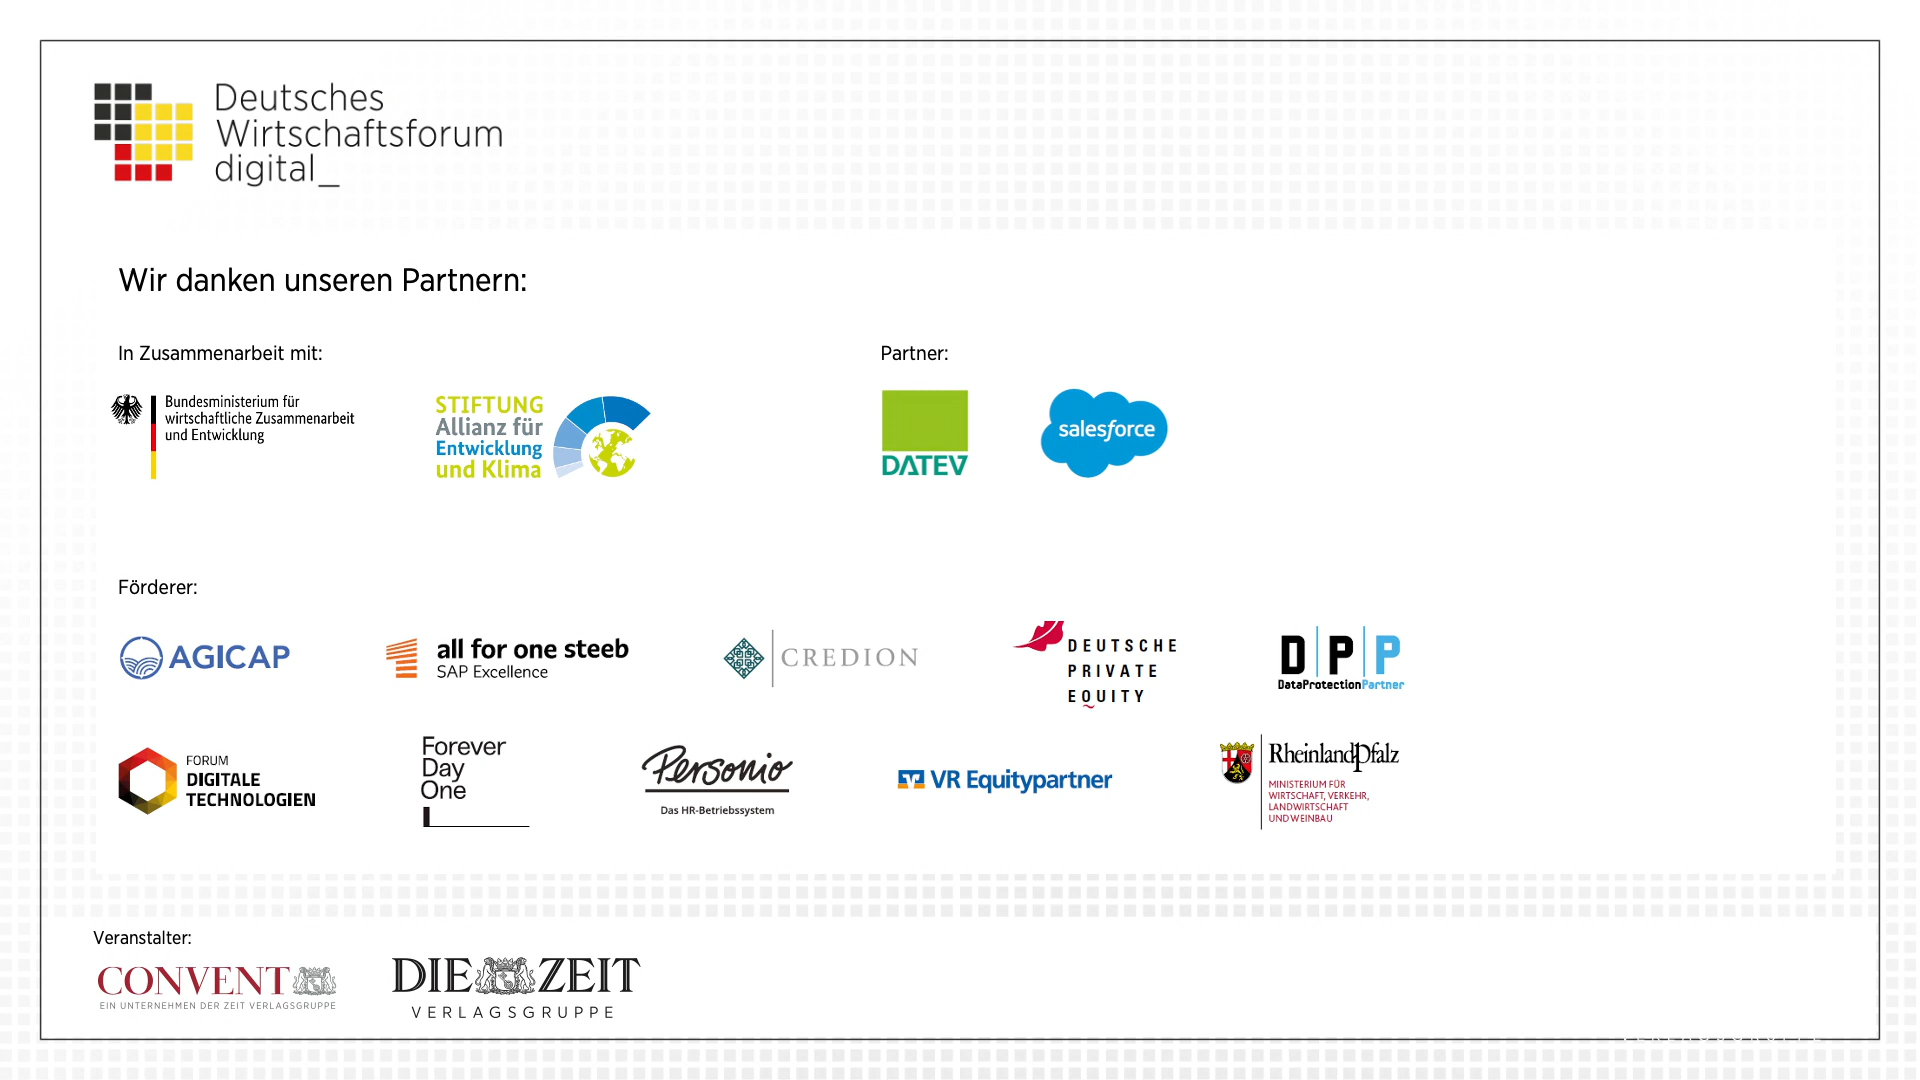 Deutsches
Wirtschaftsforum
digital_
Wir danken unseren Partnern:
In Zusammenarbeit mit:
Bundesministerium für
wirtschaftliche Zusammenarbeit
und Entwicklung
STIFTUNG
Allianz für
Entwicklung
und Klima
Partner:
DATEV
salesforce
Förderer:
AGICAP
all for one steeb
SAP Excellence
CREDION
DEUTSCHE
PRIVATE
EQUITY
DPP
DataProtectionPartner
FORUM
DIGITALE
TECHNOLOGIEN
Forever
Day
One
Personio
Das HR-Betriebssystem
VR Equitypartner
RheinlandPfalz
MINISTERIUM FÜR
WIRTSCHAFT, VERKEHR,
LANDWIRTSCHAFT
UND WEINBAU
Veranstalter:
CONVENT
EIN UNTERNEHMEN DER ZEIT VERLAGSGRUPPE
DIE ZEIT
VERLAGSGRUPPE